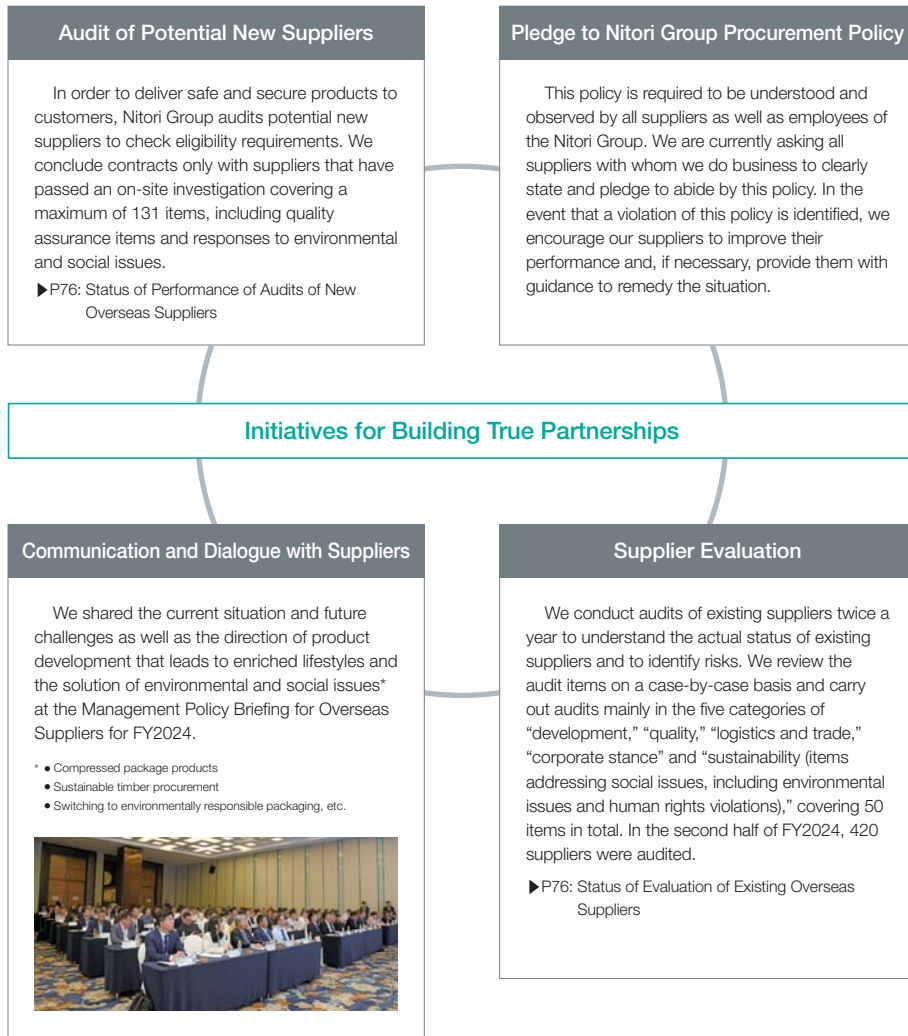 Audit of Potential New Suppliers
In order to deliver safe and secure products to
customers, Nitori Group audits potential new
suppliers to check eligibility requirements. We
conclude contracts only with suppliers that have
passed an on-site investigation covering a
maximum of 131 items, including quality
assurance items and responses to environmental
and social issues.
▶P76: Status of Performance of Audits of New
Overseas Suppliers
Pledge to Nitori Group Procurement Policy
This policy is required to be understood and
observed by all suppliers as well as employees of
the Nitori Group. We are currently asking all
suppliers with whom we do business to clearly
state and pledge to abide by this policy. In the
event that a violation of this policy is identified, we
encourage our suppliers to improve their
performance and, if necessary, provide them with
guidance to remedy the situation.
Initiatives for Building True Partnerships
Communication and Dialogue with Suppliers
We shared the current situation and future
challenges as well as the direction of product
development that leads to enriched lifestyles and
the solution of environmental and social issues*
at the Management Policy Briefing for Overseas
Suppliers for FY2024.
* ● Compressed package products
● Sustainable timber procurement
● Switching to environmentally responsible packaging, etc.
Supplier Evaluation
We conduct audits of existing suppliers twice a
year to understand the actual status of existing
suppliers and to identify risks. We review the
audit items on a case-by-case basis and carry
out audits mainly in the five categories of
“development,” “quality,” “logistics and trade,”
“corporate stance” and “sustainability (items
addressing social issues, including environmental
issues and human rights violations),” covering 50
items in total. In the second half of FY2024, 420
suppliers were audited.
▶P76: Status of Evaluation of Existing Overseas
Suppliers